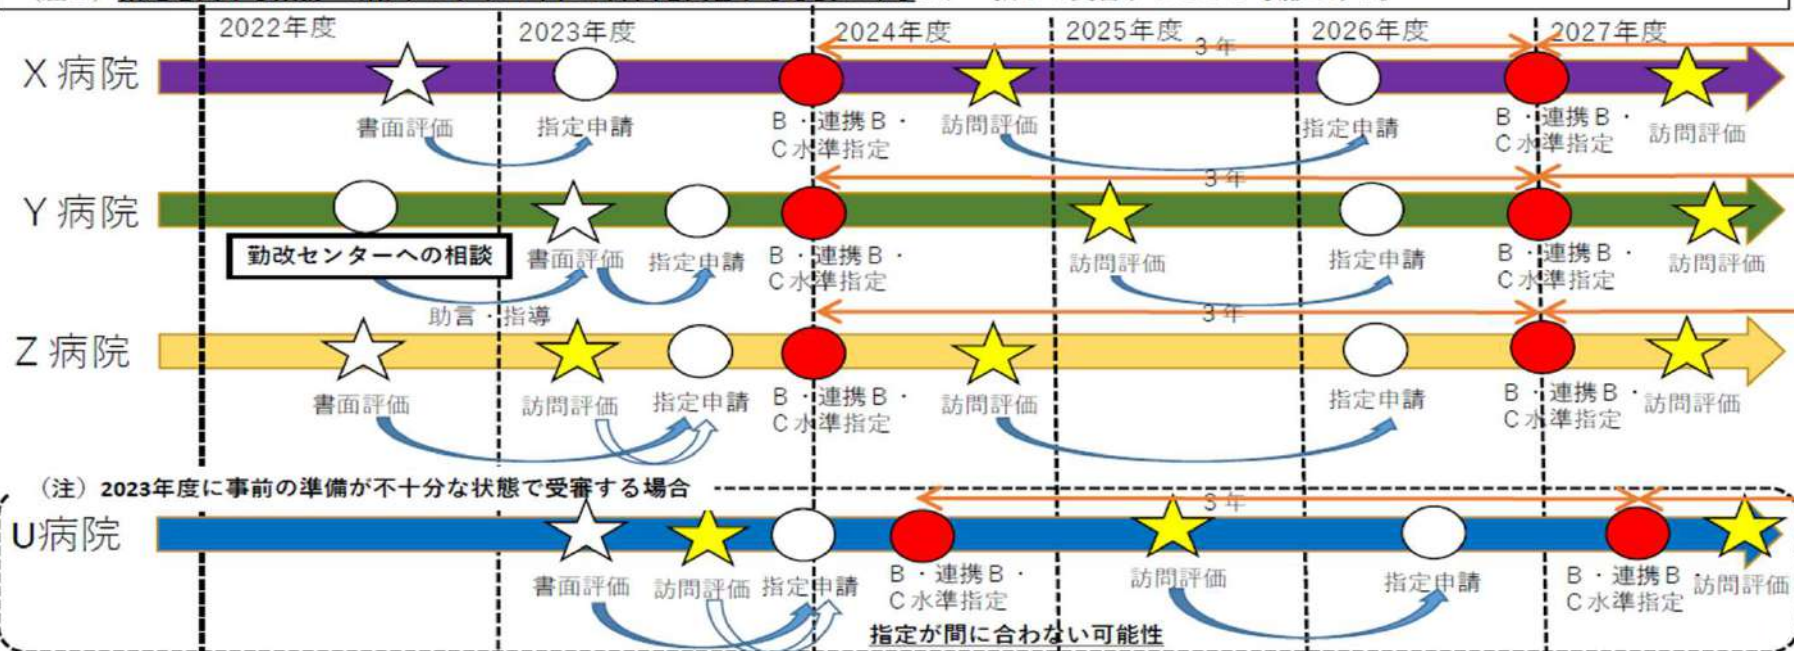 2022年度 2023年度 2024年度 2025年度 2026年度 2027年度
3年
X病院
書面評価 指定申請 B・連携B・C水準指定 訪問評価 指定申請 B・連携B・C水準指定 訪問評価
3年
Y病院
勤改センターへの相談 書面評価 指定申請 B・連携B・C水準指定 訪問評価 指定申請 B・連携B・C水準指定 訪問評価
助言・指導
3年
Z病院
書面評価 訪問評価 指定申請 B・連携B・C水準指定 訪問評価 指定申請 B・連携B・C水準指定 訪問評価
（注）2023年度に事前の準備が不十分な状態で受審する場合
3年
U病院
書面評価 訪問評価 指定申請 B・連携B・C水準指定 訪問評価 指定申請 B・連携B・C水準指定 訪問評価
指定が間に合わない可能性